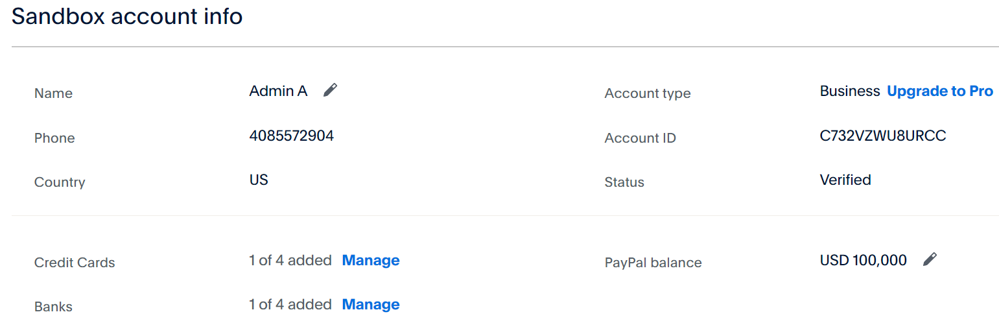 Sandbox account info
Name Admin A Account type Business Upgrade to Pro
Phone 4085572904 Account ID C732VZWU8URCC
Country US Status Verified
Credit Cards 1 of 4 added Manage PayPal balance USD 100,000
Banks 1 of 4 added Manage